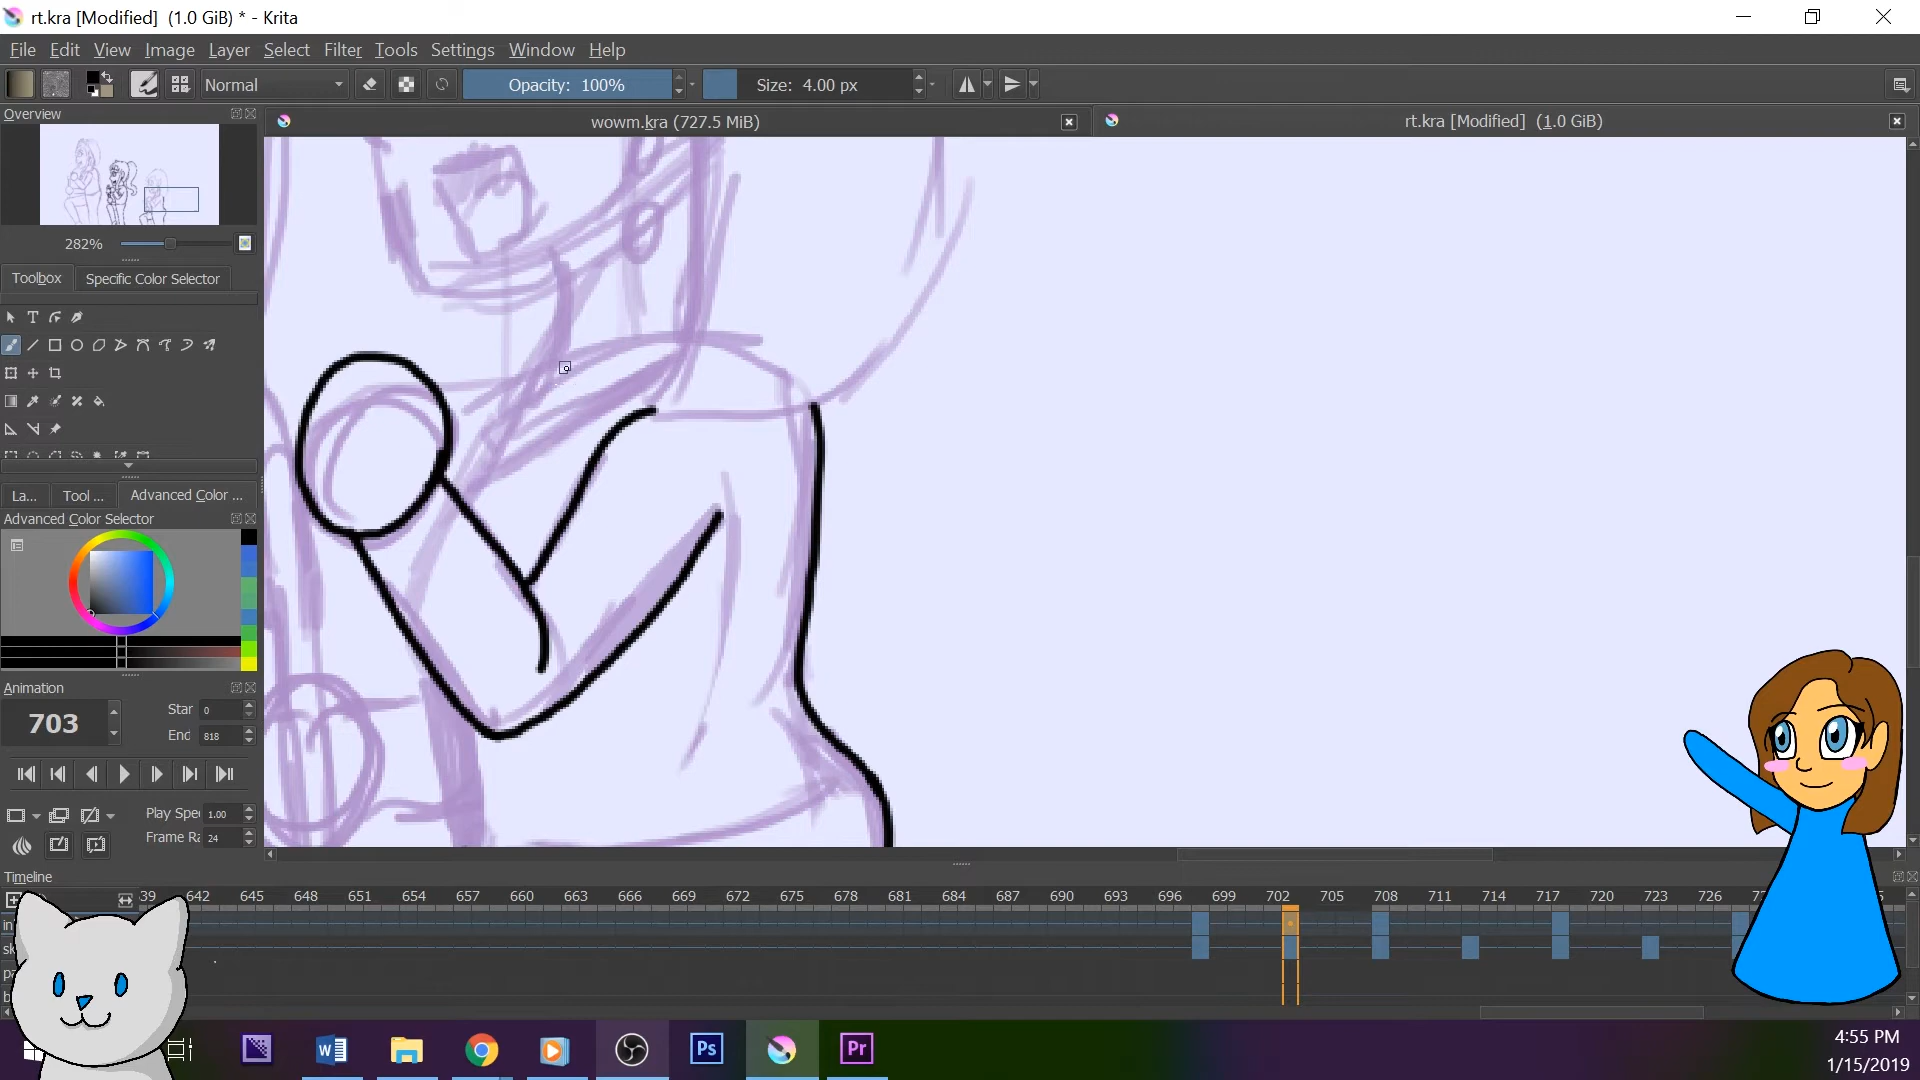 rt.kra [Modified] (1.0 GiB) * - Krita
File Edit View Image Layer Select Filter Tools Settings Window Help
Normal Opacity: 100% Size: 4.00 px
Overview
wowm.kra (727.5 MiB) rt.kra [Modified] (1.0 GiB)
282%
Toolbox Specific Color Selector
La... Tool ... Advanced Color ...
Advanced Color Selector
Animation
703 Star 0
End 818
Play Spe 1.00
Frame Ra 24
Timeline
39 642 645 648 651 654 657 660 663 666 669 672 675 678 681 684 687 690 693 696 699 702 705 708 711 714 717 720 723 726
in
sk
Ps Pr
4:55 PM
1/15/2019